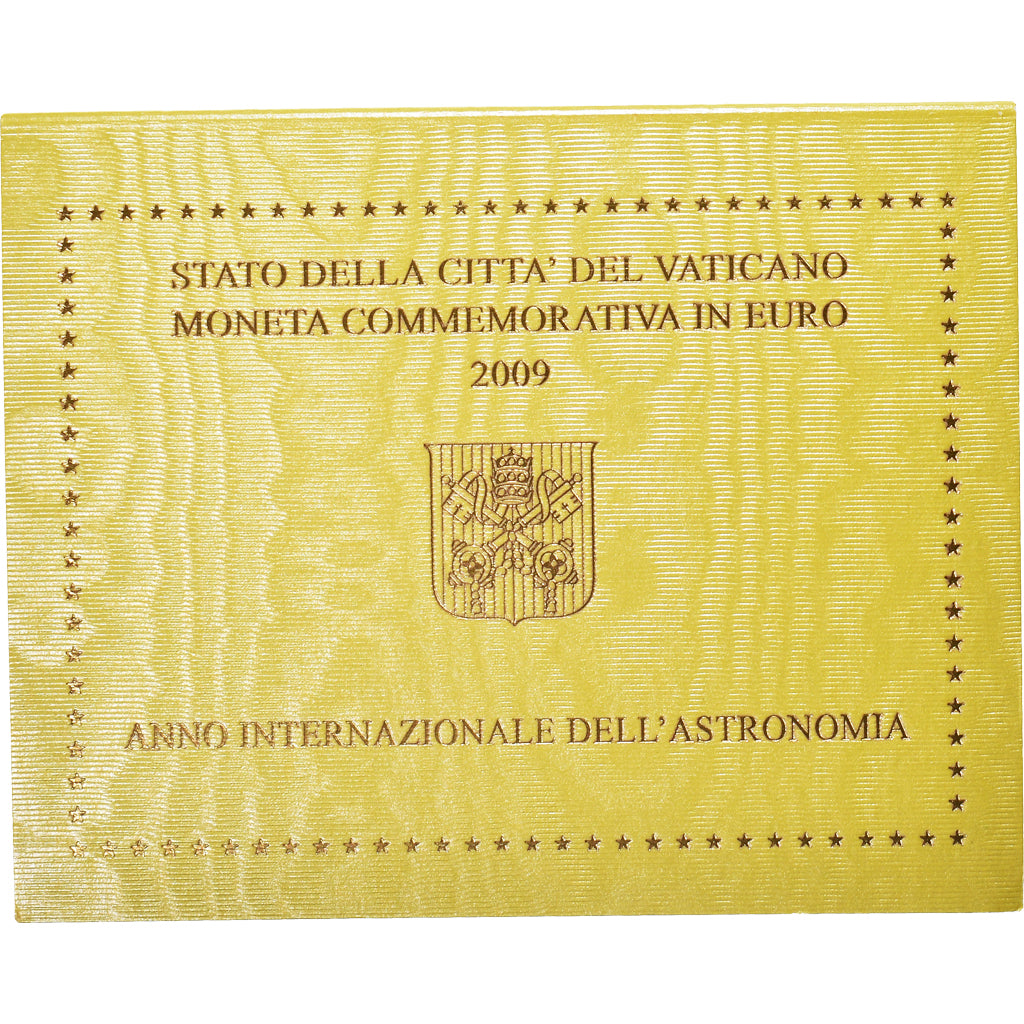 STATO DELLA CITTA' DEL VATICANO
MONETA COMMEMORATIVA IN EURO
2009
ANNO INTERNAZIONALE DELL'ASTRONOMIA